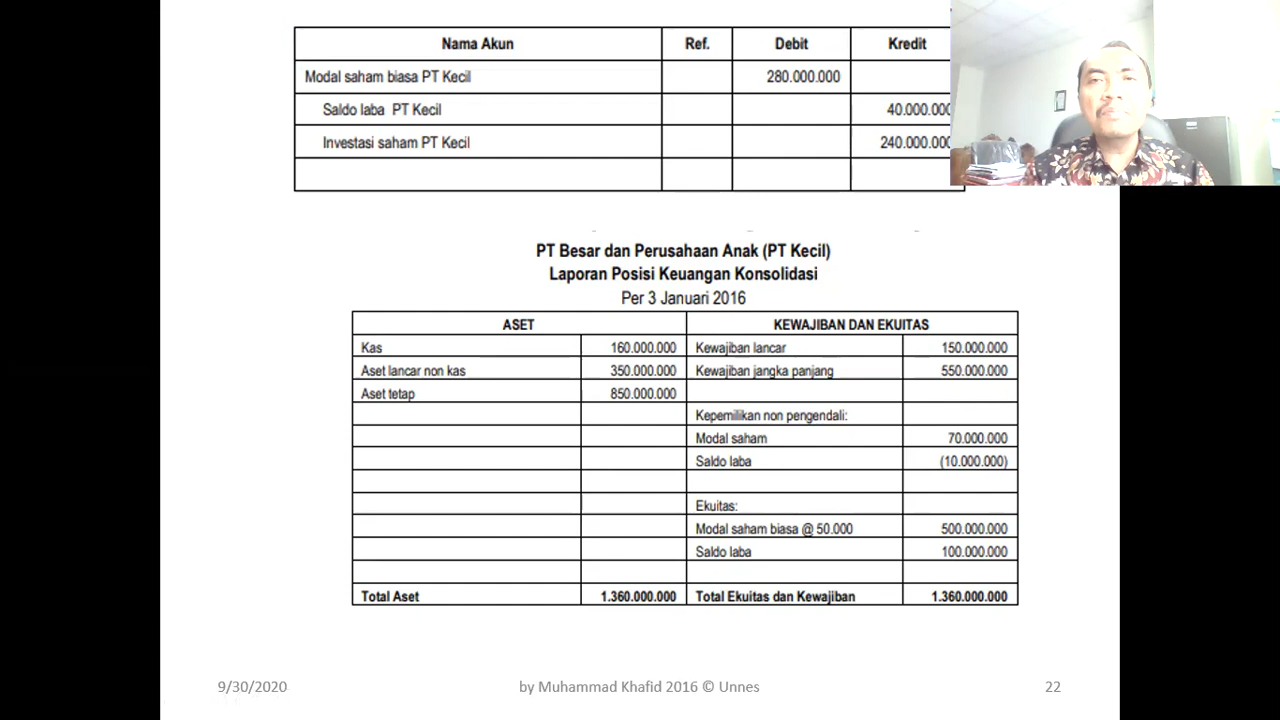 Nama Akun Ref. Debit Kredit
Modal saham biasa PT Kecil 280.000.000
Saldo laba PT Kecil 40.000.000
Investasi saham PT Kecil 240.000.000
PT Besar dan Perusahaan Anak (PT Kecil)
Laporan Posisi Keuangan Konsolidasi
Per 3 Januari 2016
ASET KEWAJIBAN DAN EKUITAS
Kas 160.000.000 Kewajiban lancar 150.000.000
Aset lancar non kas 350.000.000 Kewajiban jangka panjang 550.000.000
Aset tetap 850.000.000
Kepemilikan non pengendali:
Modal saham 70.000.000
Saldo laba (10.000.000)
Ekuitas:
Modal saham biasa @ 50.000 500.000.000
Saldo laba 100.000.000
Total Aset 1.360.000.000 Total Ekuitas dan Kewajiban 1.360.000.000
9/30/2020 by Muhammad Khafid 2016 © Unnes 22